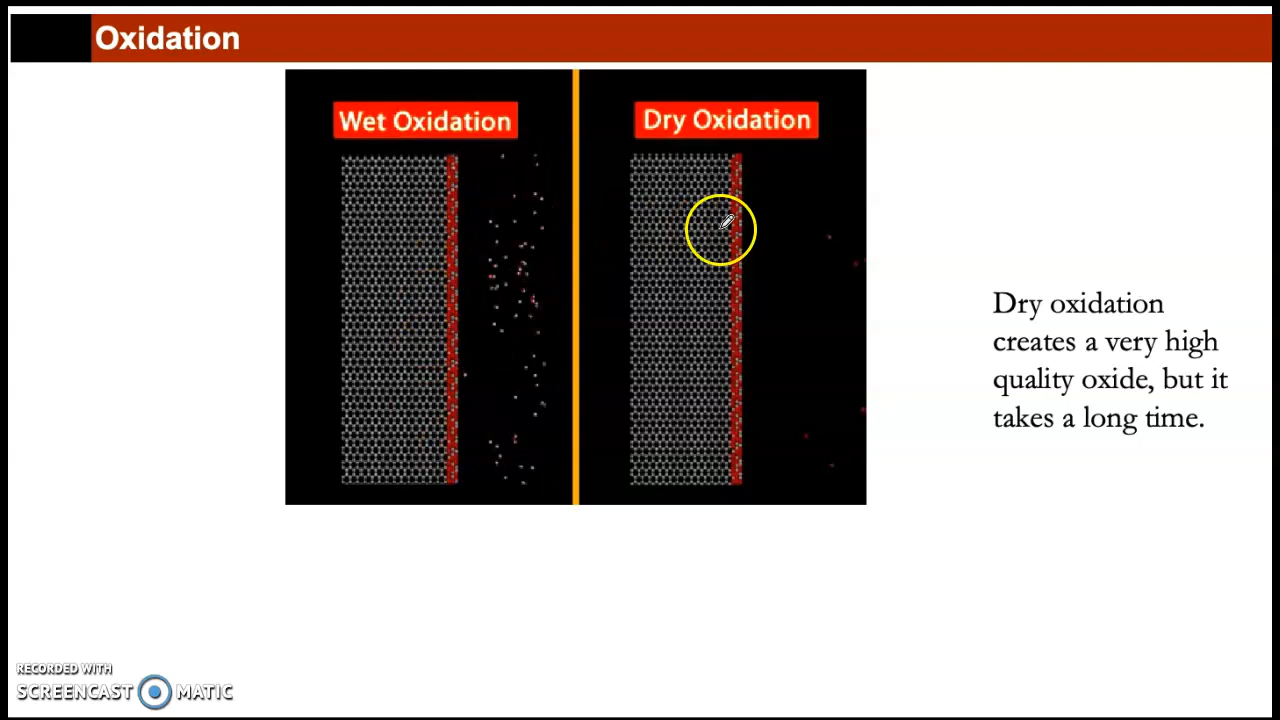 Oxidation
Wet Oxidation
Dry Oxidation
Dry oxidation
creates a very high
quality oxide, but it
takes a long time.
RECORDED WITH
SCREENCAST MATIC